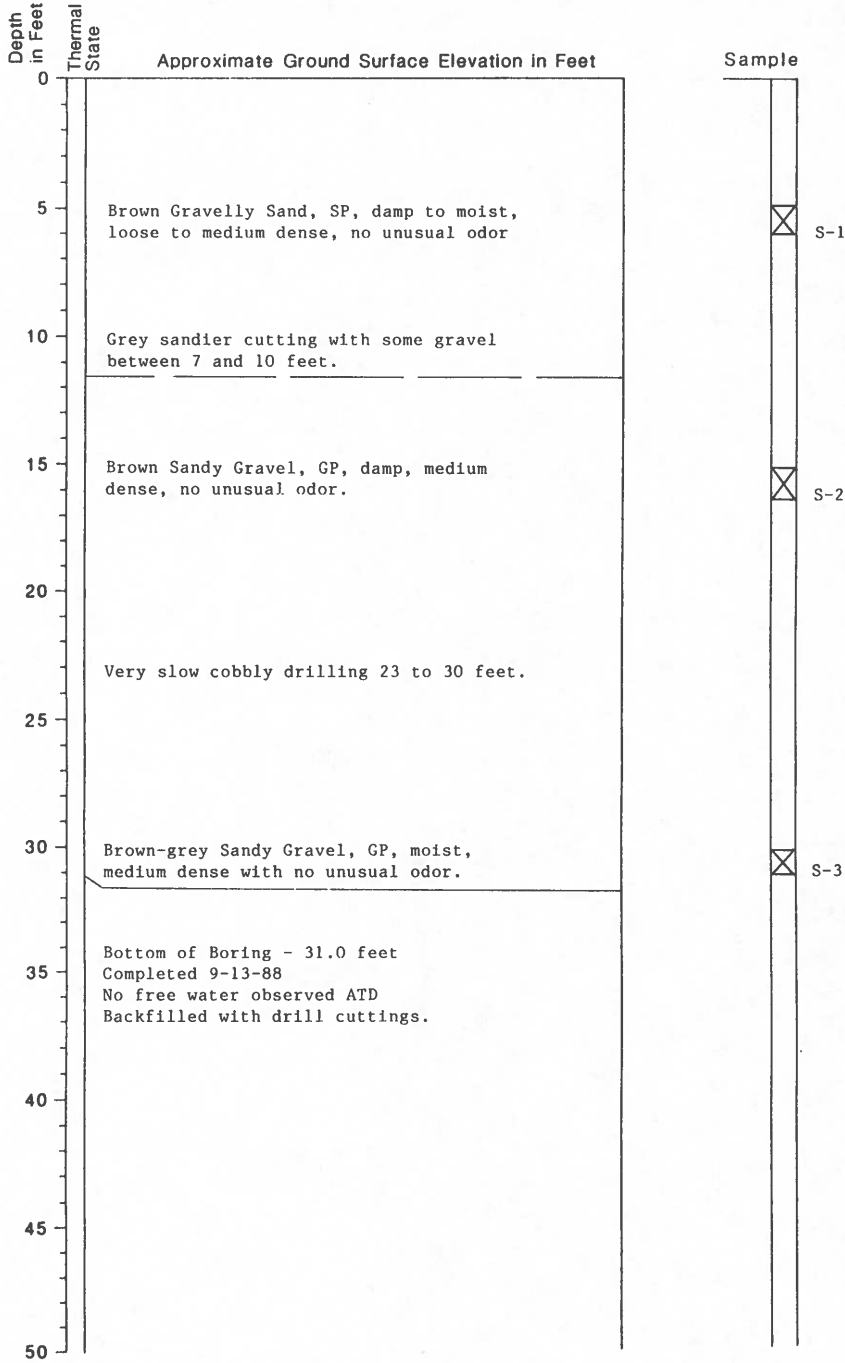 Depth
in Feet
Thermal
State
Approximate Ground Surface Elevation in Feet
Sample
0
5
Brown Gravelly Sand, SP, damp to moist,
loose to medium dense, no unusual odor
S-1
10
Grey sandier cutting with some gravel
between 7 and 10 feet.
15
Brown Sandy Gravel, GP, damp, medium
dense, no unusual odor.
S-2
20
Very slow cobbly drilling 23 to 30 feet.
25
30
Brown-grey Sandy Gravel, GP, moist,
medium dense with no unusual odor.
S-3
Bottom of Boring - 31.0 feet
35
Completed 9-13-88
No free water observed ATD
Backfilled with drill cuttings.
40
45
50